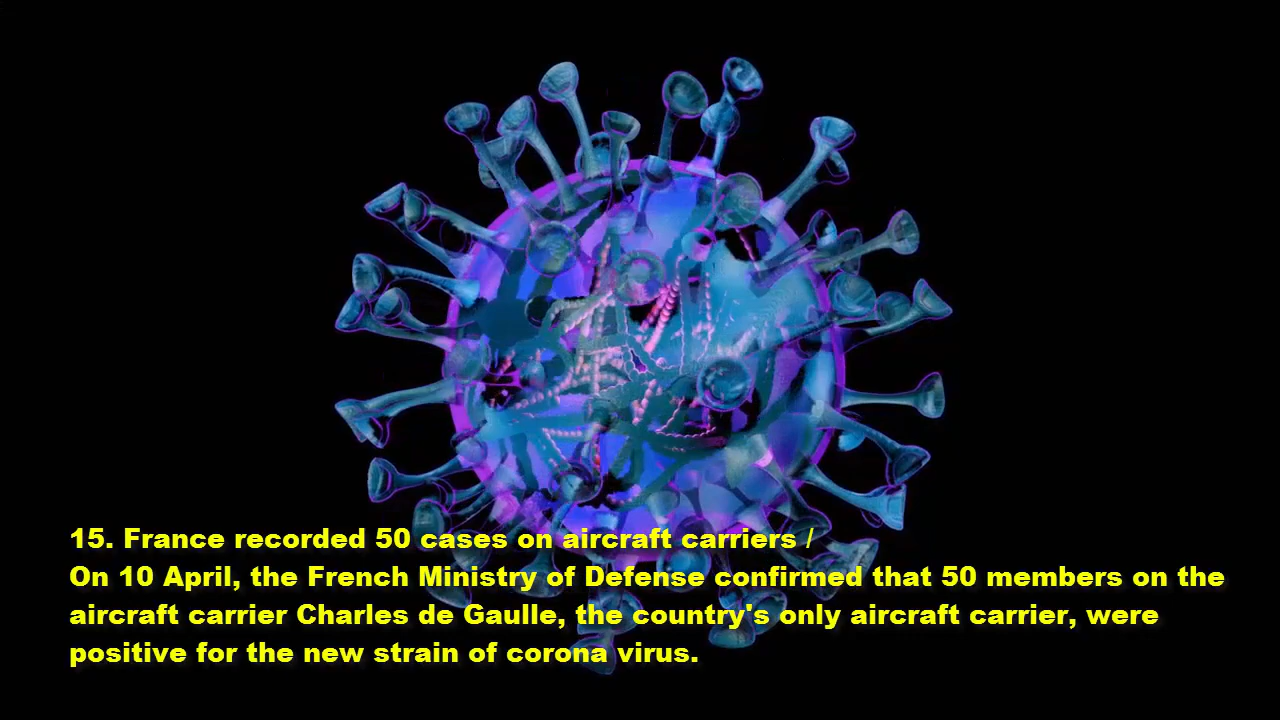 15. France recorded 50 cases on aircraft carriers /
On 10 April, the French Ministry of Defense confirmed that 50 members on the
aircraft carrier Charles de Gaulle, the country's only aircraft carrier, were
positive for the new strain of corona virus.